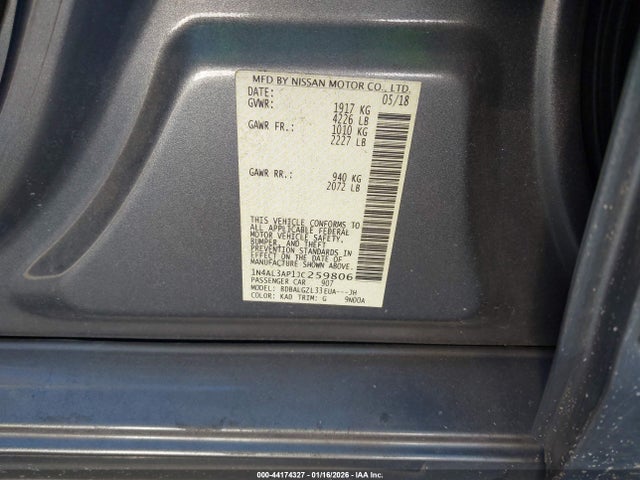 MFD BY NISSAN MOTOR CO., LTD.
DATE: 05/18
GVWR: 1917 KG
4226 LB
GAWR FR.: 1010 KG
2227 LB
GAWR RR.: 940 KG
2072 LB
THIS VEHICLE CONFORMS TO
ALL APPLICABLE FEDERAL
MOTOR VEHICLE SAFETY,
BUMPER, AND THEFT
PREVENTION STANDARDS
IN EFFECT ON THE DATE
OF MANUFACTURE SHOWN
ABOVE.
1N4AL3AP1JC259806
PASSENGER CAR 907
MODEL: BDBALGZL33EUA---JH
COLOR: KAD TRIM: G 9NDOA
000-44174327 - 01/16/2026 - IAA Inc.